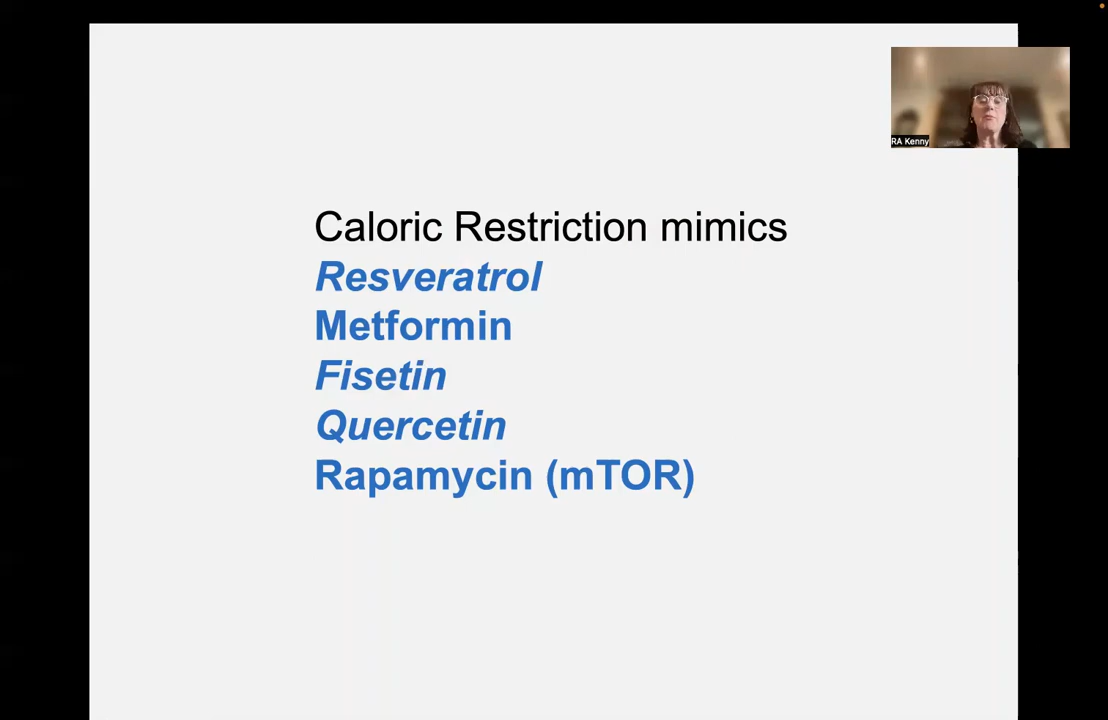 RA Kenny
Caloric Restriction mimics
Resveratrol
Metformin
Fisetin
Quercetin
Rapamycin (mTOR)